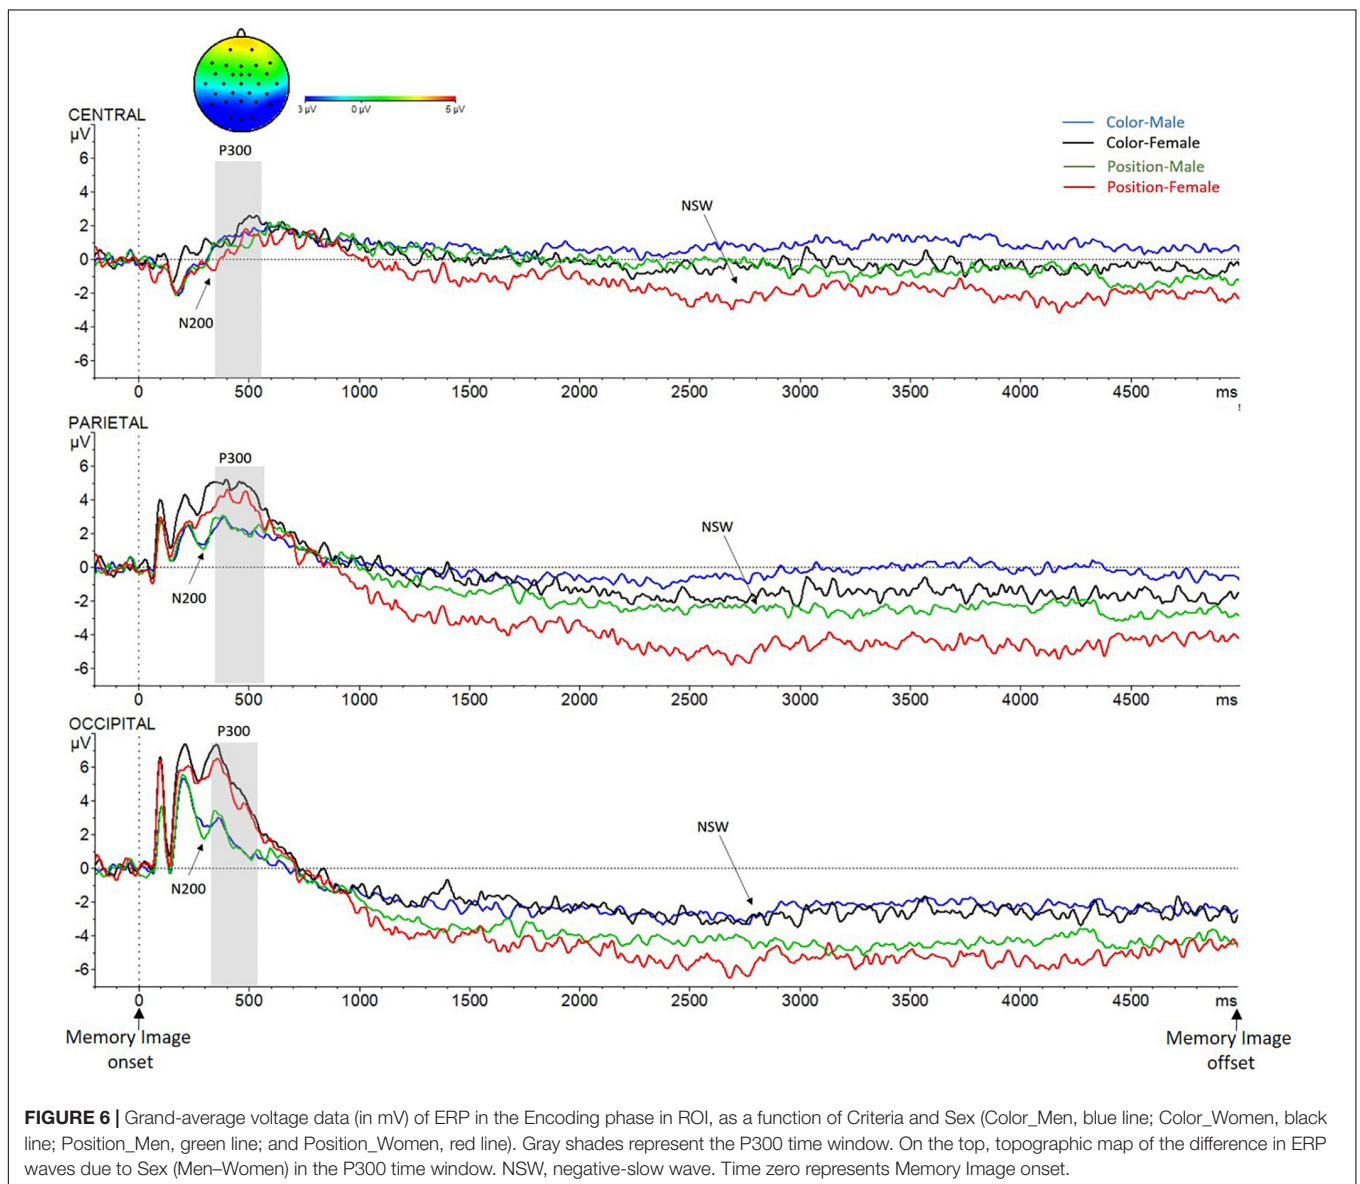 3 µV 0 µV 5 µV
CENTRAL
µV
P300
Color-Male
Color-Female
Position-Male
Position-Female
6
4
2
0
-2
-4
-6
NSW
N200
0 500 1000 1500 2000 2500 3000 3500 4000 4500 ms
PARIETAL
µV
P300
6
4
2
0
-2
-4
-6
NSW
N200
0 500 1000 1500 2000 2500 3000 3500 4000 4500 ms
OCCIPITAL
µV
P300
6
4
2
0
-2
-4
-6
NSW
N200
0 500 1000 1500 2000 2500 3000 3500 4000 4500 ms
Memory Image
onset
Memory Image
offset
FIGURE 6 | Grand-average voltage data (in mV) of ERP in the Encoding phase in ROI, as a function of Criteria and Sex (Color_Men, blue line; Color_Women, black
line; Position_Men, green line; and Position_Women, red line). Gray shades represent the P300 time window. On the top, topographic map of the difference in ERP
waves due to Sex (Men–Women) in the P300 time window. NSW, negative-slow wave. Time zero represents Memory Image onset.